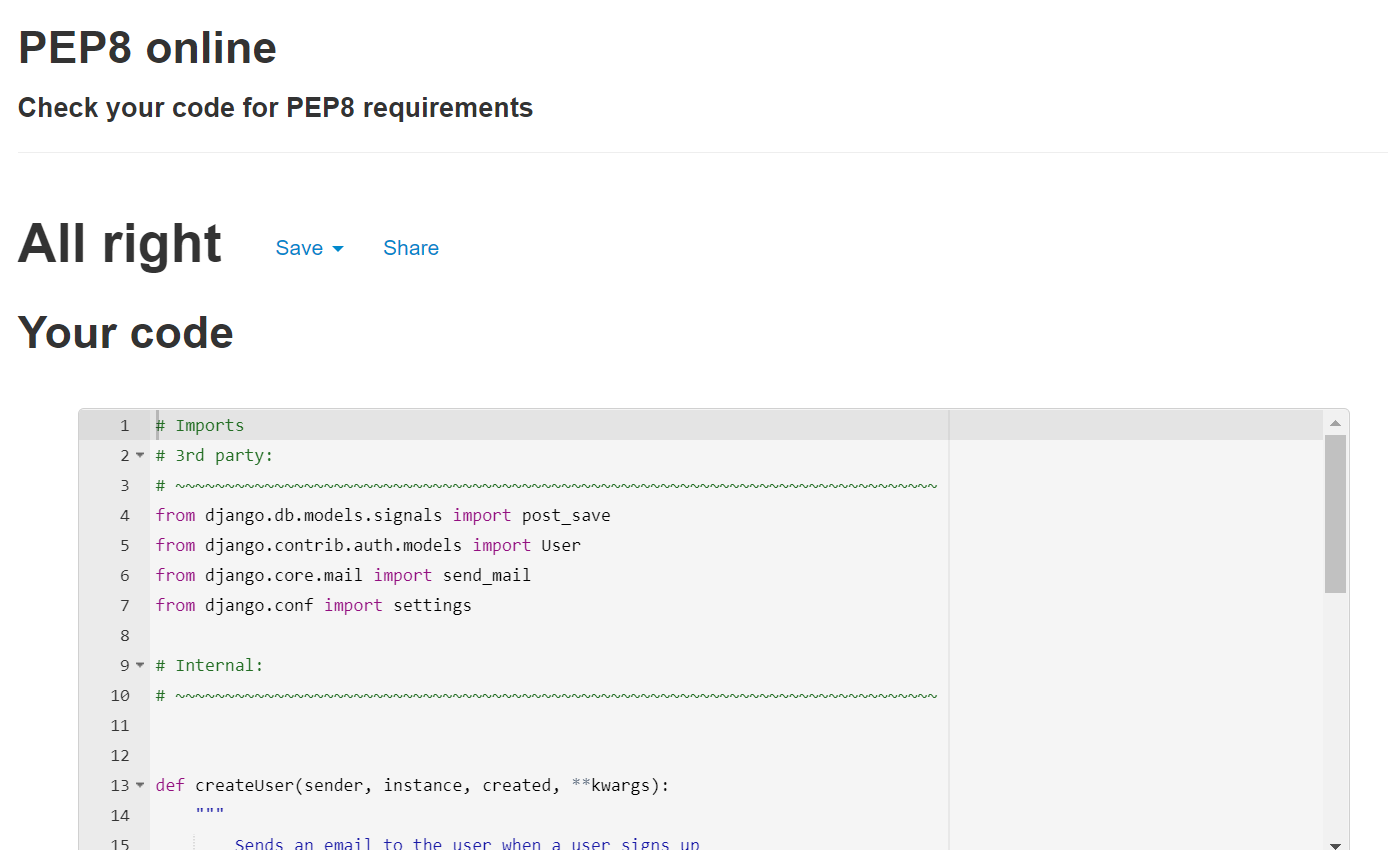 PEP8 online
Check your code for PEP8 requirements
All right Save Share
Your code
1 # Imports
2 # 3rd party:
3 # ~~~~~~~~~~~~~~~~~~~~~~~~~~~~~~~~~~~~~~~~~~~~~~~~~~~~~~~~~~~~~~~~~~~~~~~~~~~~~
4 from django.db.models.signals import post_save
5 from django.contrib.auth.models import User
6 from django.core.mail import send_mail
7 from django.conf import settings
8
9 # Internal:
10 # ~~~~~~~~~~~~~~~~~~~~~~~~~~~~~~~~~~~~~~~~~~~~~~~~~~~~~~~~~~~~~~~~~~~~~~~~~~~~~
11
12
13 def createUser(sender, instance, created, **kwargs):
14 """
15 Sends an email to the user when a user signs up